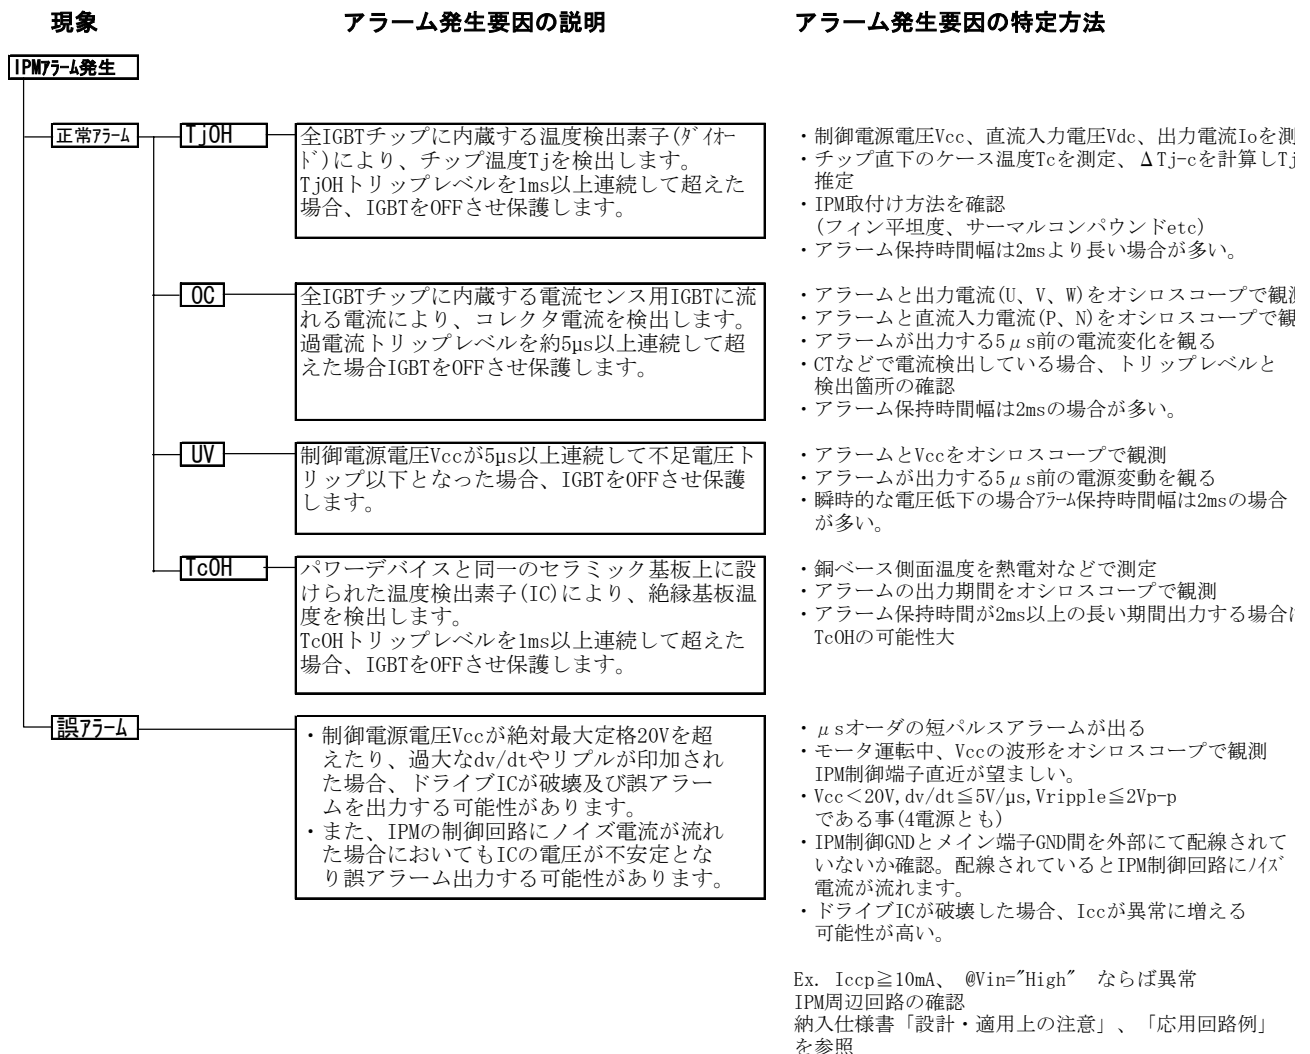 現象
アラーム発生要因の説明
アラーム発生要因の特定方法
IPMｱﾗｰﾑ発生
正常ｱﾗｰﾑ
TjOH
全IGBTチップに内蔵する温度検出素子(ﾀﾞｲｵｰ
ﾄﾞ)により、チップ温度Tjを検出します。
TjOHトリップレベルを1ms以上連続して超えた
場合、IGBTをOFFさせ保護します。
・制御電源電圧Vcc、直流入力電圧Vdc、出力電流Ioを測
・チップ直下のケース温度Tcを測定、ΔTj-cを計算しTj
推定
・IPM取付け方法を確認
(フィン平坦度、サーマルコンパウンドetc)
・アラーム保持時間幅は2msより長い場合が多い。
OC
全IGBTチップに内蔵する電流センス用IGBTに流
れる電流により、コレクタ電流を検出します。
過電流トリップレベルを約5µs以上連続して超
えた場合IGBTをOFFさせ保護します。
・アラームと出力電流(U、V、W)をオシロスコープで観
・アラームと直流入力電流(P、N)をオシロスコープで観
・アラームが出力する5μs前の電流変化を観る
・CTなどで電流検出している場合、トリップレベルと
検出箇所の確認
・アラーム保持時間幅は2msの場合が多い。
UV
制御電源電圧Vccが5µs以上連続して不足電圧ト
リップ以下となった場合、IGBTをOFFさせ保護
します。
・アラームとVccをオシロスコープで観測
・アラームが出力する5μs前の電源変動を観る
・瞬時的な電圧低下の場合ｱﾗｰﾑ保持時間幅は2msの場合
が多い。
TcOH
パワーデバイスと同一のセラミック基板上に設
けられた温度検出素子(IC)により、絶縁基板温
度を検出します。
TcOHトリップレベルを1ms以上連続して超えた
場合、IGBTをOFFさせ保護します。
・銅ベース側面温度を熱電対などで測定
・アラームの出力期間をオシロスコープで観測
・アラーム保持時間が2ms以上の長い期間出力する場合
TcOHの可能性大
誤ｱﾗｰﾑ
・制御電源電圧Vccが絶対最大定格20Vを超
えたり、過大なdv/dtやリプルが印加され
た場合、ドライブICが破壊及び誤アラー
ムを出力する可能性があります。
・また、IPMの制御回路にノイズ電流が流れ
た場合においてもICの電圧が不安定とな
り誤アラーム出力する可能性があります。
・μsオーダの短パルスアラームが出る
・モータ運転中、Vccの波形をオシロスコープで観測
IPM制御端子直近が望ましい。
・Vcc＜20V,dv/dt≦5V/µs,Vripple≦2Vp-p
である事(4電源とも)
・IPM制御GNDとメイン端子GND間を外部にて配線されて
いないか確認。配線されているとIPM制御回路にﾉｲｽﾞ
電流が流れます。
・ドライブICが破壊した場合、Iccが異常に増える
可能性が高い。
Ex. Iccp≧10mA、 @Vin="High" ならば異常
IPM周辺回路の確認
納入仕様書「設計・適用上の注意」、「応用回路例」
を参照